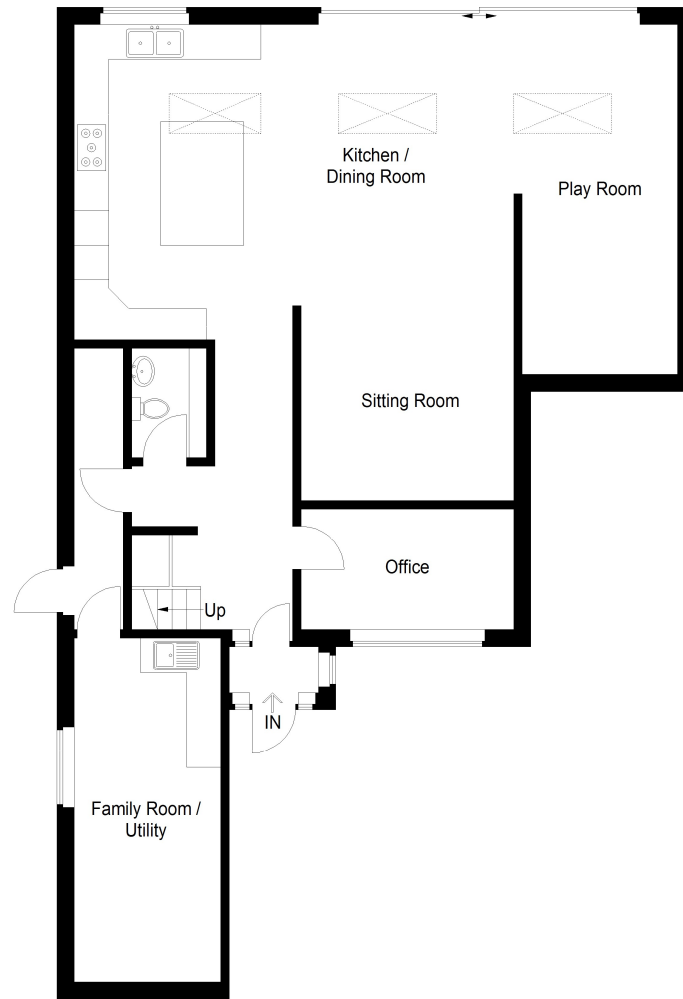 Kitchen /
Dining Room
Play Room
Sitting Room
Office
Up
IN
Family Room /
Utility